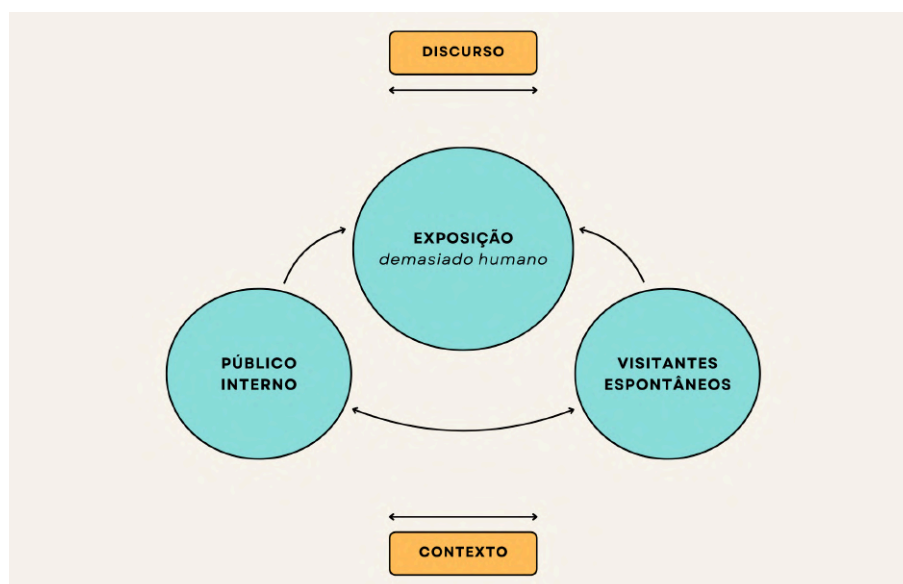 DISCURSO
EXPOSIÇÃO
demasiado humano
PÚBLICO
INTERNO
VISITANTES
ESPONTÂNEOS
CONTEXTO